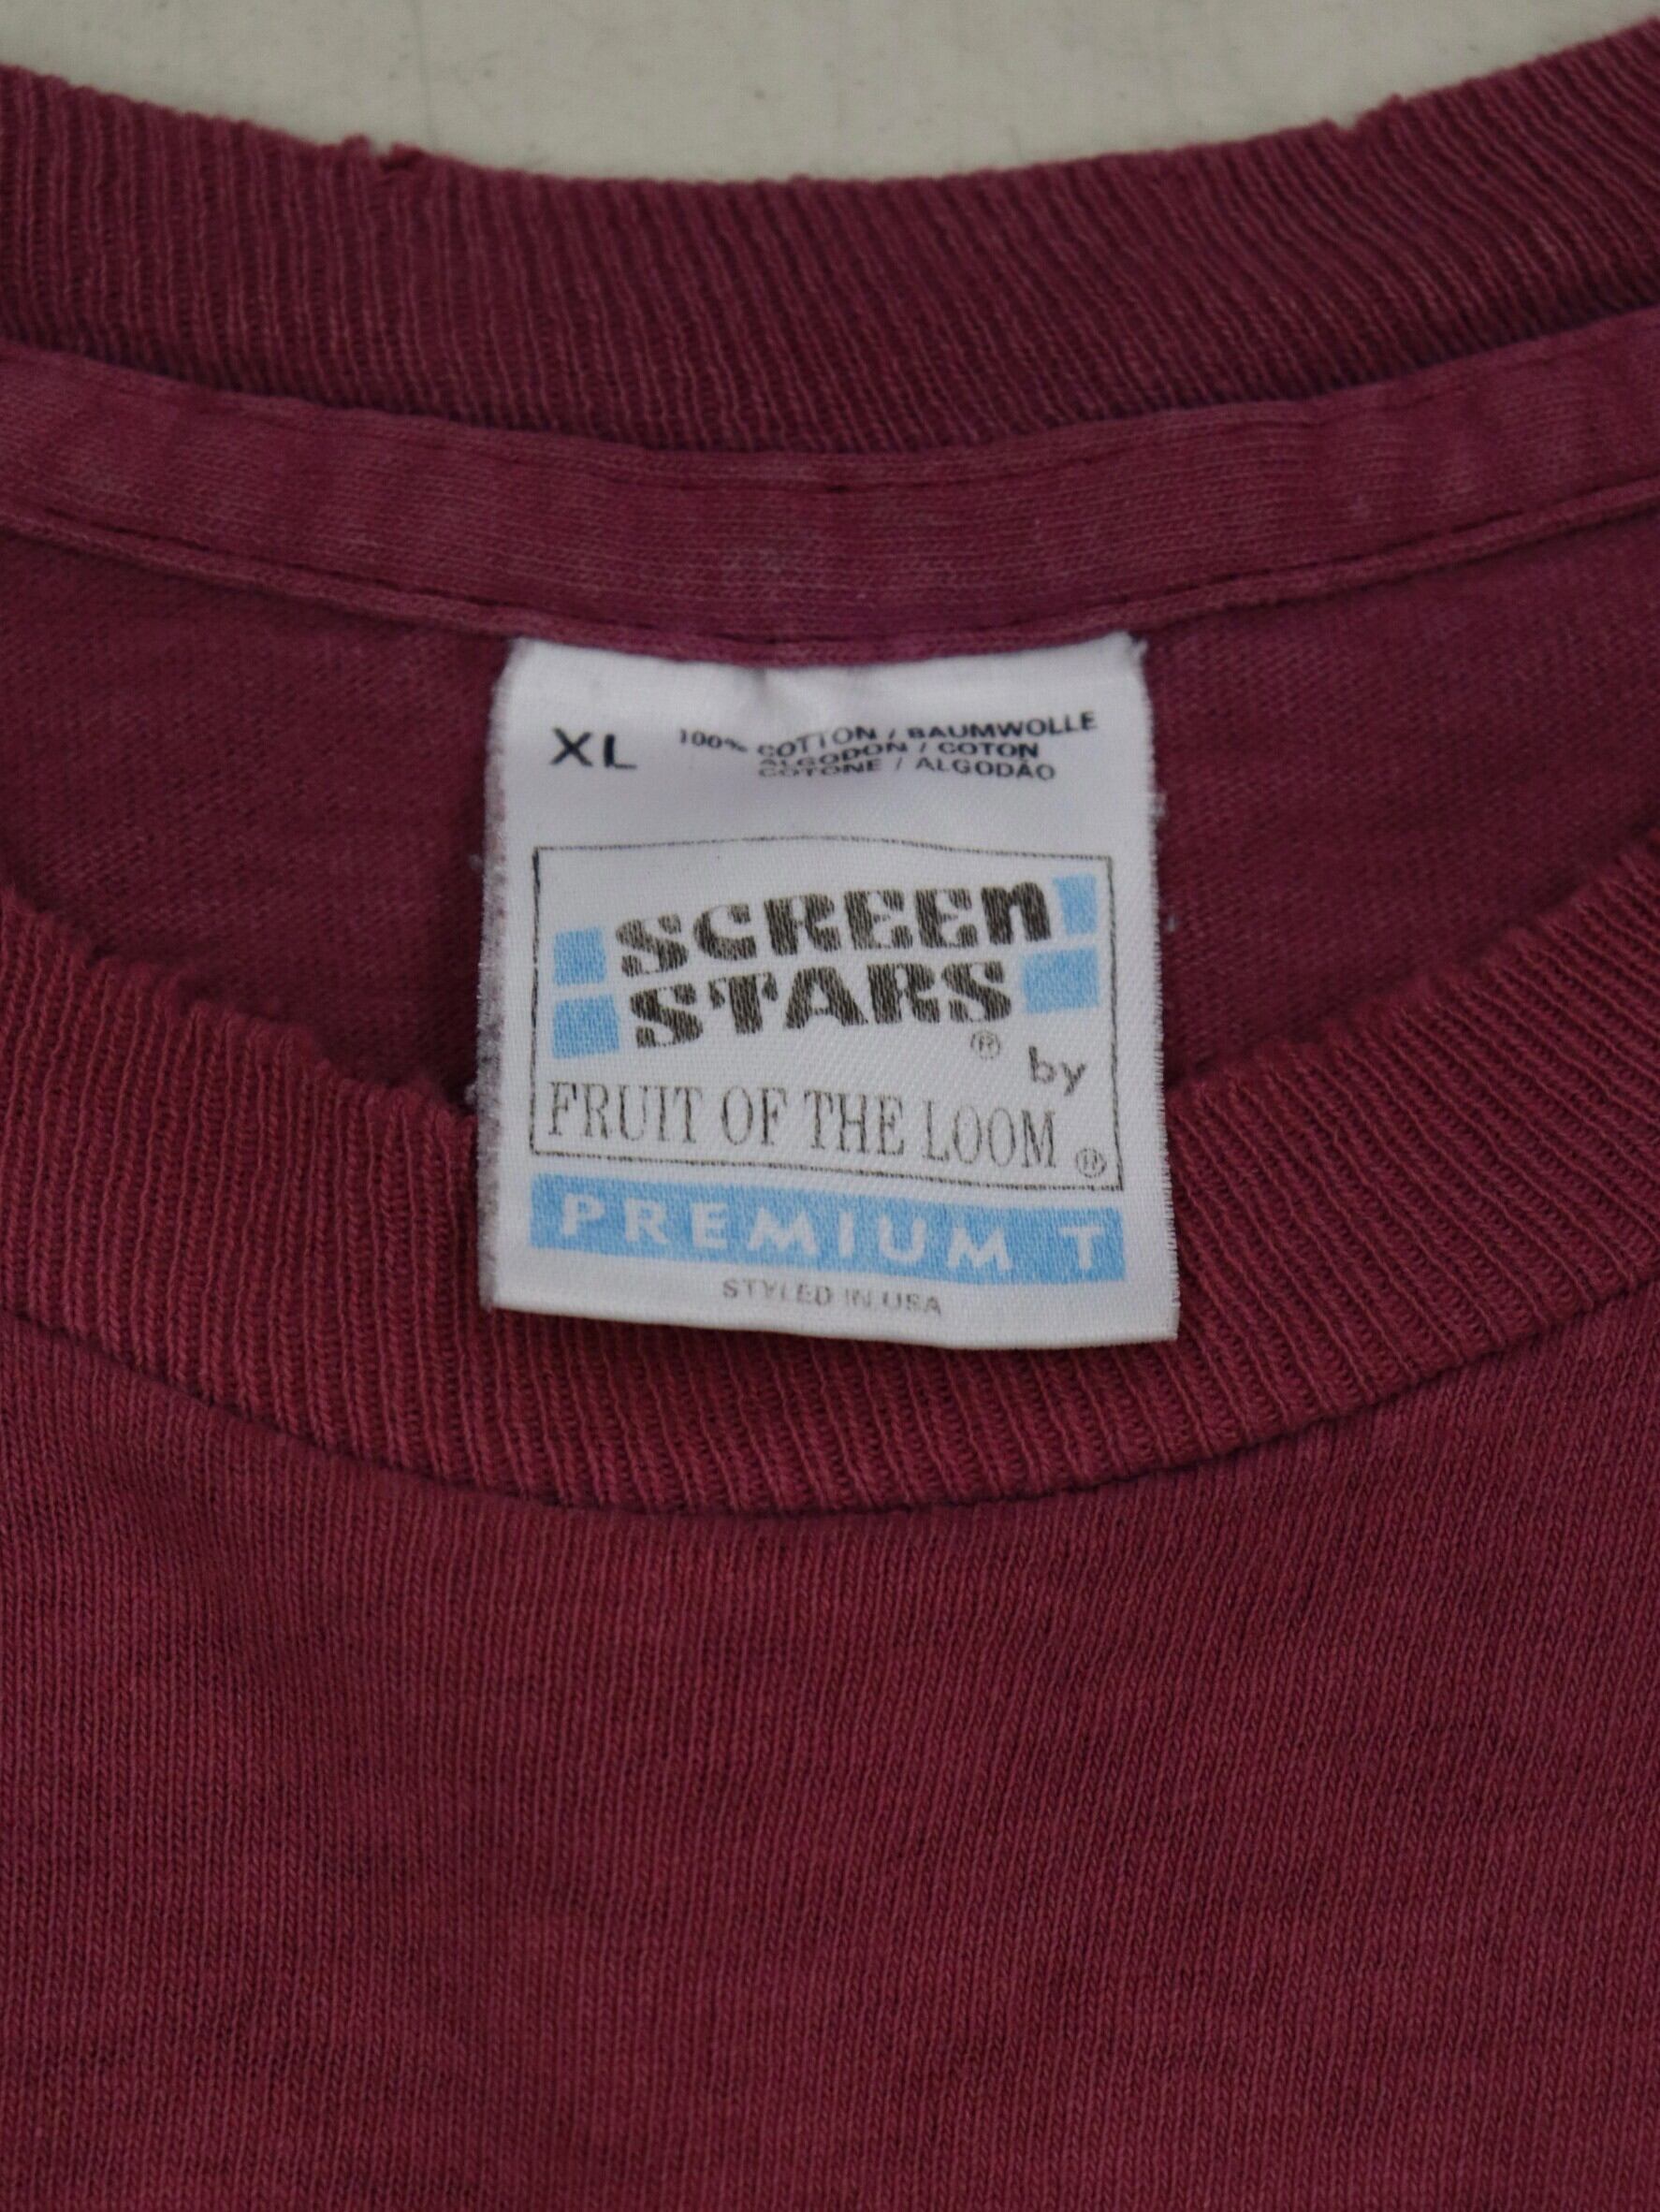 XL
100% COTTON / BAUMWOLLE
ALGODON / COTON
COTONE / ALGODÃO
SCREEN
STARS
® by
FRUIT OF THE LOOM ®
PREMIUM T
STYLED IN USA